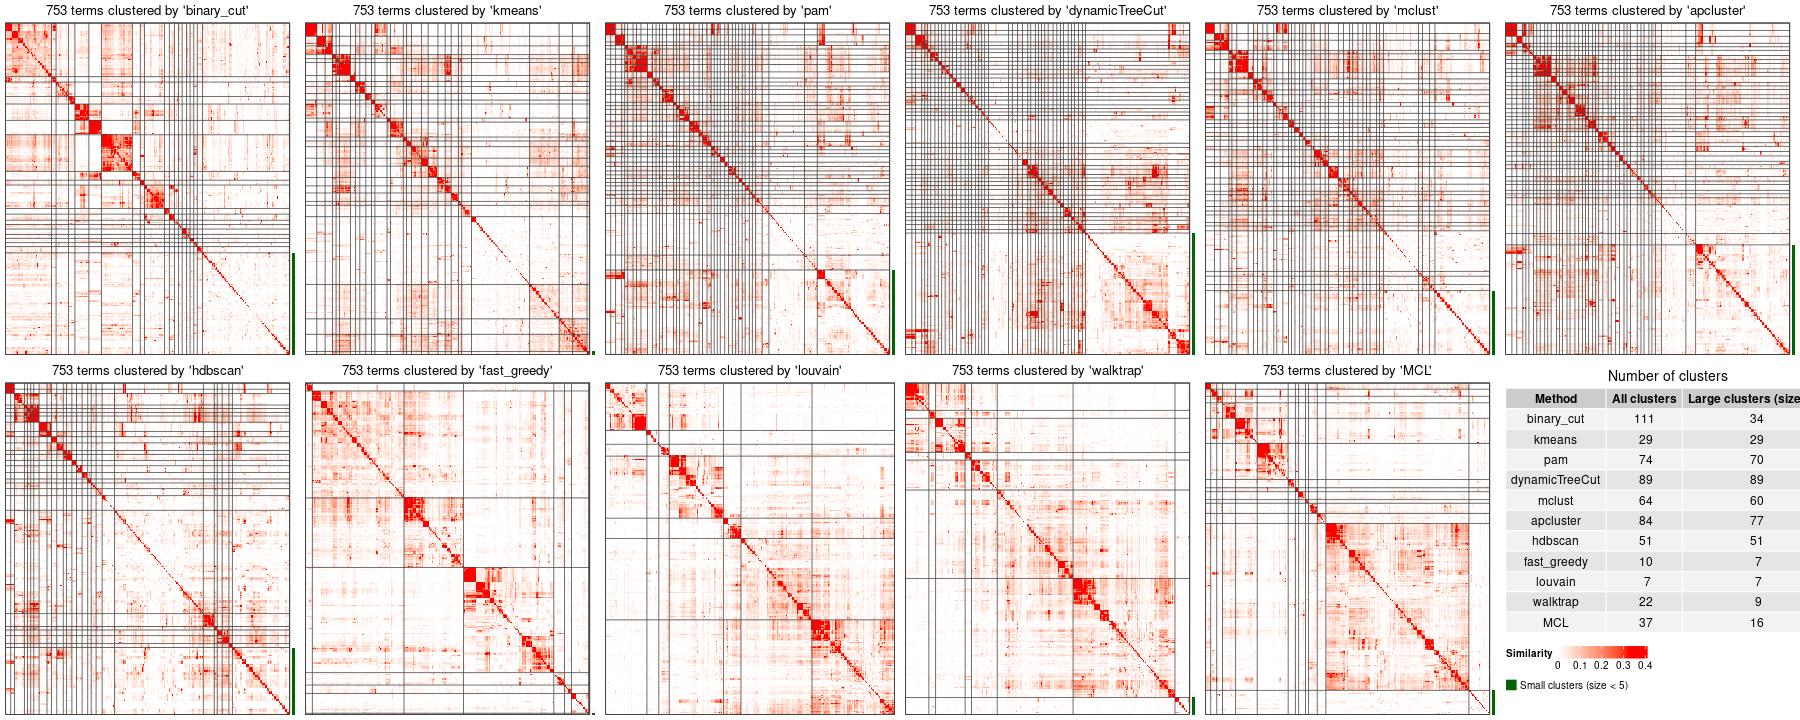 753 terms clustered by 'binary_cut'
753 terms clustered by 'kmeans'
753 terms clustered by 'pam'
753 terms clustered by 'dynamicTreeCut'
753 terms clustered by 'mclust'
753 terms clustered by 'apcluster'
753 terms clustered by 'hdbscan'
753 terms clustered by 'fast_greedy'
753 terms clustered by 'louvain'
753 terms clustered by 'walktrap'
753 terms clustered by 'MCL'
Number of clusters
Method All clusters Large clusters (size
binary_cut 111 34
kmeans 29 29
pam 74 70
dynamicTreeCut 89 89
mclust 64 60
apcluster 84 77
hdbscan 51 51
fast_greedy 10 7
louvain 7 7
walktrap 22 9
MCL 37 16
Similarity
0 0.1 0.2 0.3 0.4
Small clusters (size < 5)